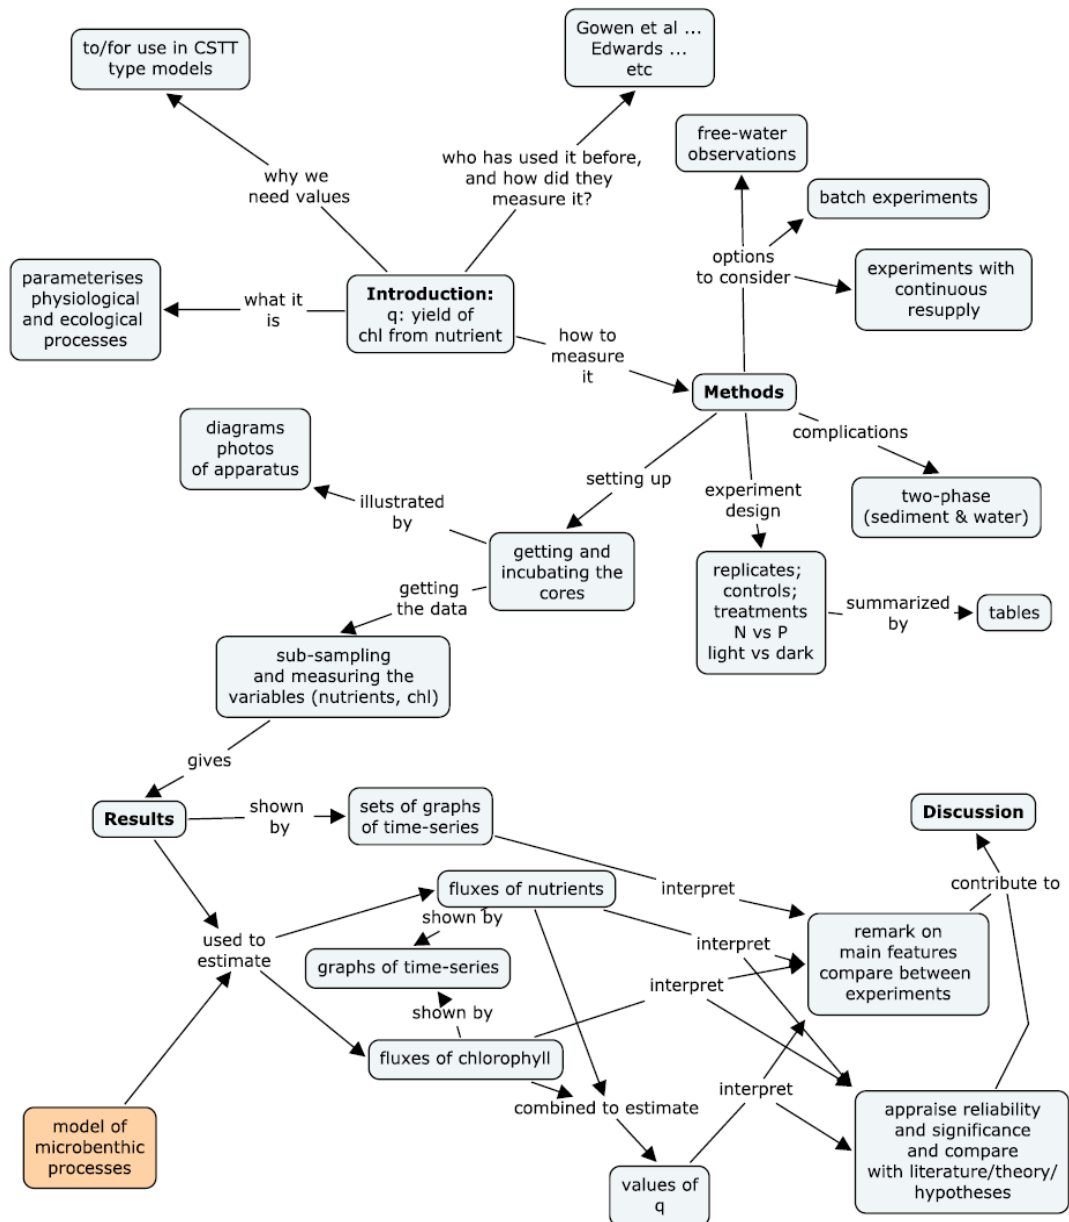 to/for use in CSTT
type models
Gowen et al ...
Edwards ...
etc
free-water
observations
why we
need values
who has used it before,
and how did they
measure it?
batch experiments
options
to consider
experiments with
continuous
resupply
parameterises
physiological
and ecological
processes
what it
is
Introduction:
q: yield of
chl from nutrient
how to
measure
it
Methods
complications
two-phase
(sediment & water)
diagrams
photos
of apparatus
illustrated
by
setting up
experiment
design
getting and
incubating the
cores
replicates;
controls;
treatments
N vs P
light vs dark
summarized
by
tables
getting
the data
sub-sampling
and measuring the
variables (nutrients, chl)
gives
Results
shown
by
sets of graphs
of time-series
Discussion
interpret
contribute to
fluxes of nutrients
shown by
used to
estimate
graphs of time-series
interpret
remark on
main features
compare between
experiments
interpret
shown by
fluxes of chlorophyll
combined to estimate
interpret
model of
microbenthic
processes
values of
q
appraise reliability
and significance
and compare
with literature/theory/
hypotheses